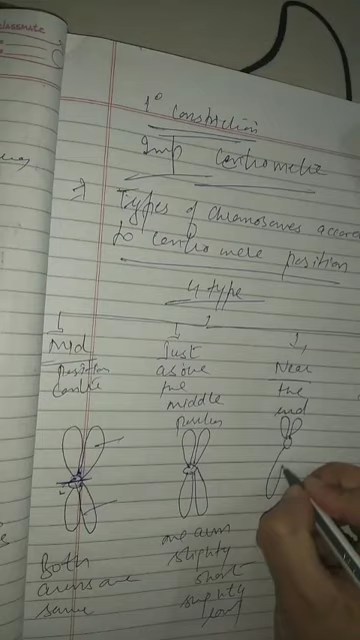 1° constriction
Imp Centromere
Types of chromosomes accord
to centromere position
4 type
Mid
position
Centre
Just
above
the
middle
position
Near
the
end
Both
arms are
same
one arm
slightly
short
slightly
long